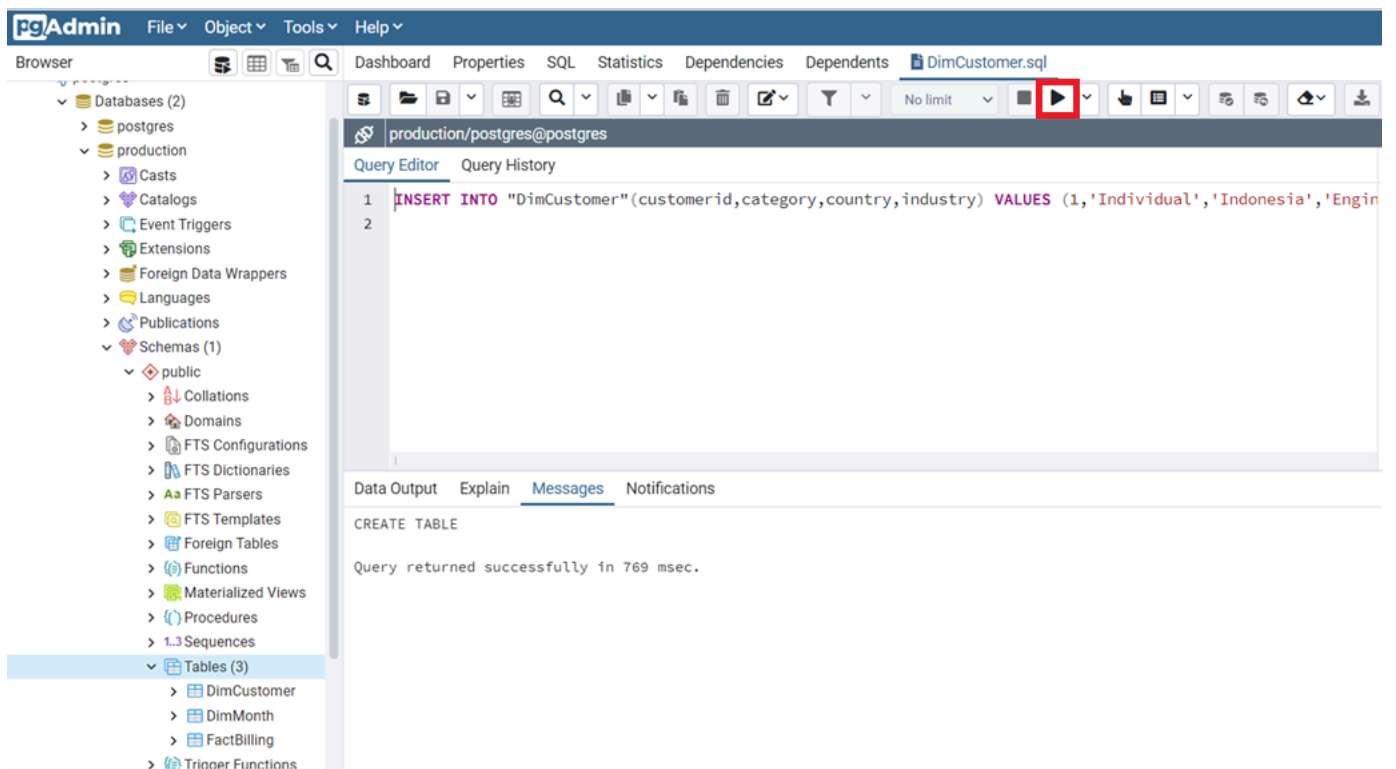 pgAdmin File Object Tools Help
Browser
Dashboard Properties SQL Statistics Dependencies Dependents DimCustomer.sql
Databases (2)
postgres
production
Casts
Catalogs
Event Triggers
Extensions
Foreign Data Wrappers
Languages
Publications
Schemas (1)
public
Collations
Domains
FTS Configurations
FTS Dictionaries
Aa FTS Parsers
FTS Templates
Foreign Tables
Functions
Materialized Views
Procedures
1..3 Sequences
Tables (3)
DimCustomer
DimMonth
FactBilling
Trigger Functions
No limit
production/postgres@postgres
Query Editor Query History
1 INSERT INTO "DimCustomer"(customerid,category,country,industry) VALUES (1,'Individual','Indonesia','Engin
2
Data Output Explain Messages Notifications
CREATE TABLE
Query returned successfully in 769 msec.